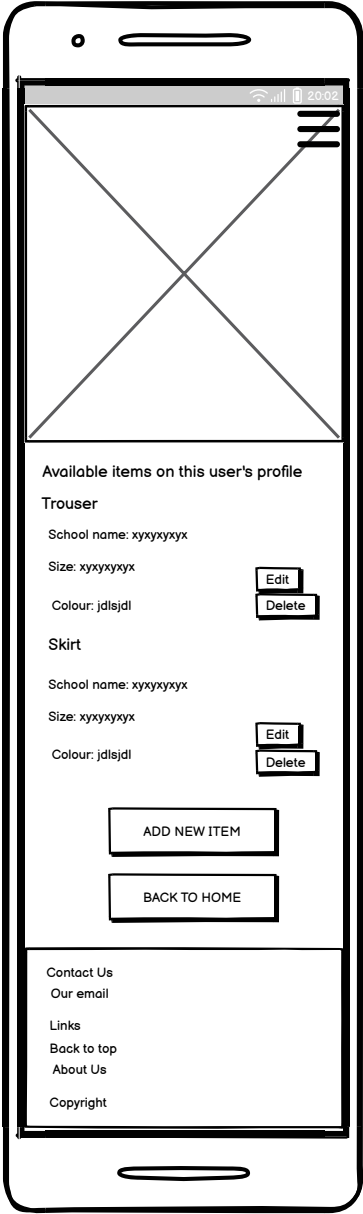 20:02
Available items on this user's profile
Trouser
School name: xyxyxyxyx
Size: xyxyxyxyx
Edit
Colour: jdlsjdl
Delete
Skirt
School name: xyxyxyxyx
Size: xyxyxyxyx
Edit
Colour: jdlsjdl
Delete
ADD NEW ITEM
BACK TO HOME
Contact Us
Our email
Links
Back to top
About Us
Copyright